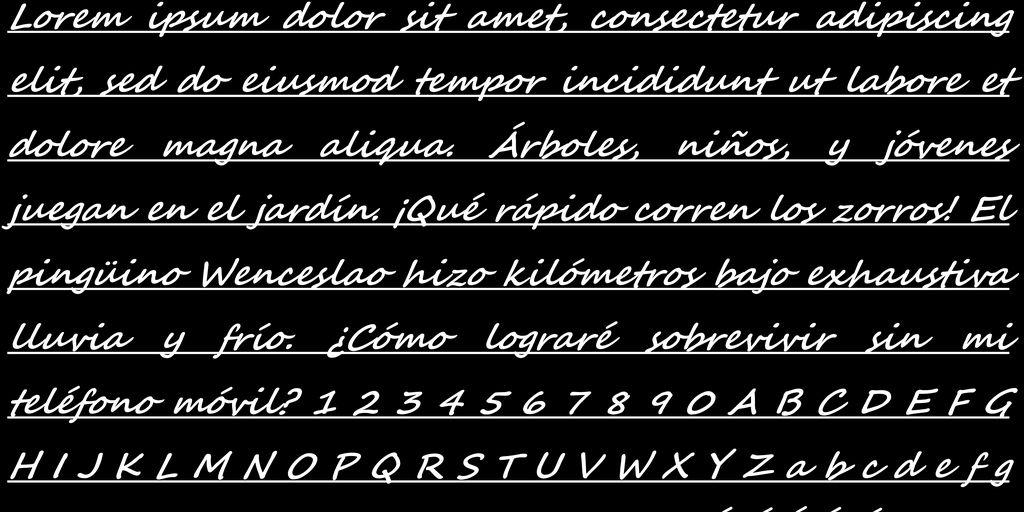 Lorem ipsum dolor sit amet, consectetur adipiscing
elit, sed do eiusmod tempor incididunt ut labore et
dolore magna aliqua. Árboles, niños, y jóvenes
juegan en el jardín. ¡Qué rápido corren los zorros! El
pingüino Wenceslao hizo kilómetros bajo exhaustiva
lluvia y frío. ¿Cómo lograré sobrevivir sin mi
teléfono móvil? 1 2 3 4 5 6 7 8 9 0 A B C D E F G
H I J K L M N O P Q R S T U V W X Y Z a b c d e f g